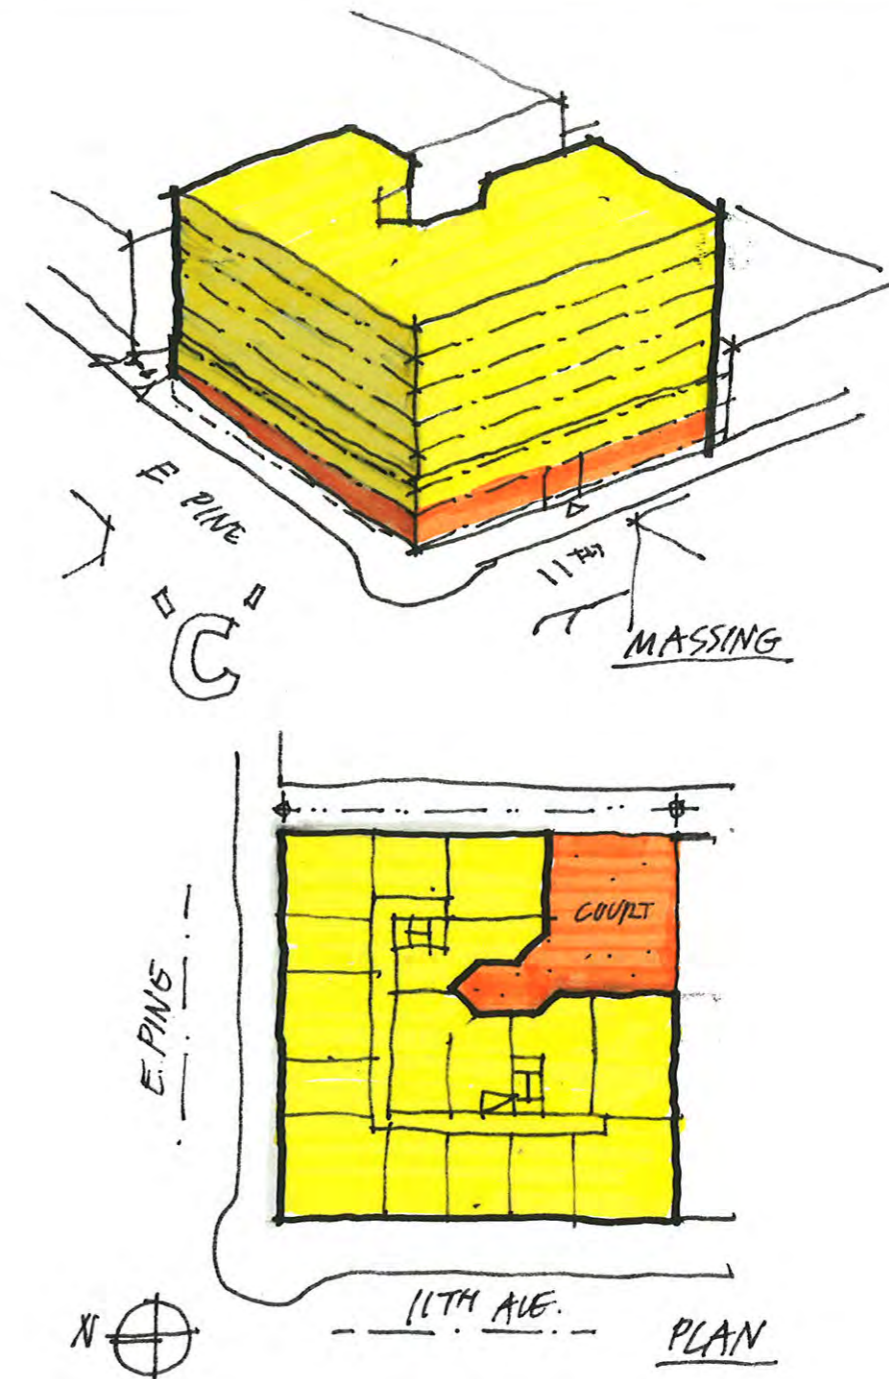 E PINE
11TH
"C"
MASSING
COURT
E. PINE
11TH AVE.
N
PLAN